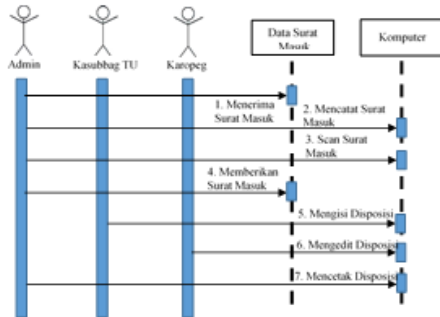 Admin
Kasubbag TU
Karopeg
Data Surat
Masuk
Komputer
1. Menerima
Surat Masuk
2. Mencatat Surat
Masuk
3. Scan Surat
Masuk
4. Memberikan
Surat Masuk
5. Mengisi Disposisi
6. Mengedit Disposisi
7. Mencetak Disposisi